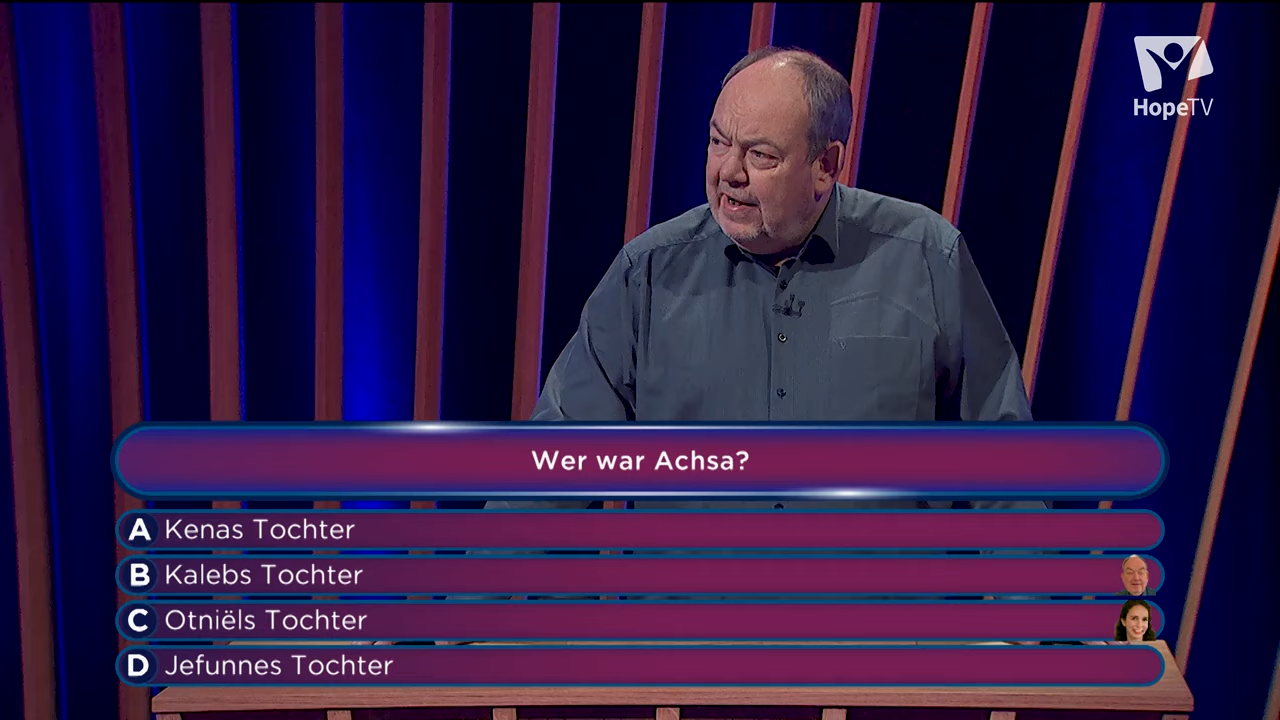 HopeTV
Wer war Achsa?
A Kenas Tochter
B Kalebs Tochter
C Otniëls Tochter
D Jefunnes Tochter